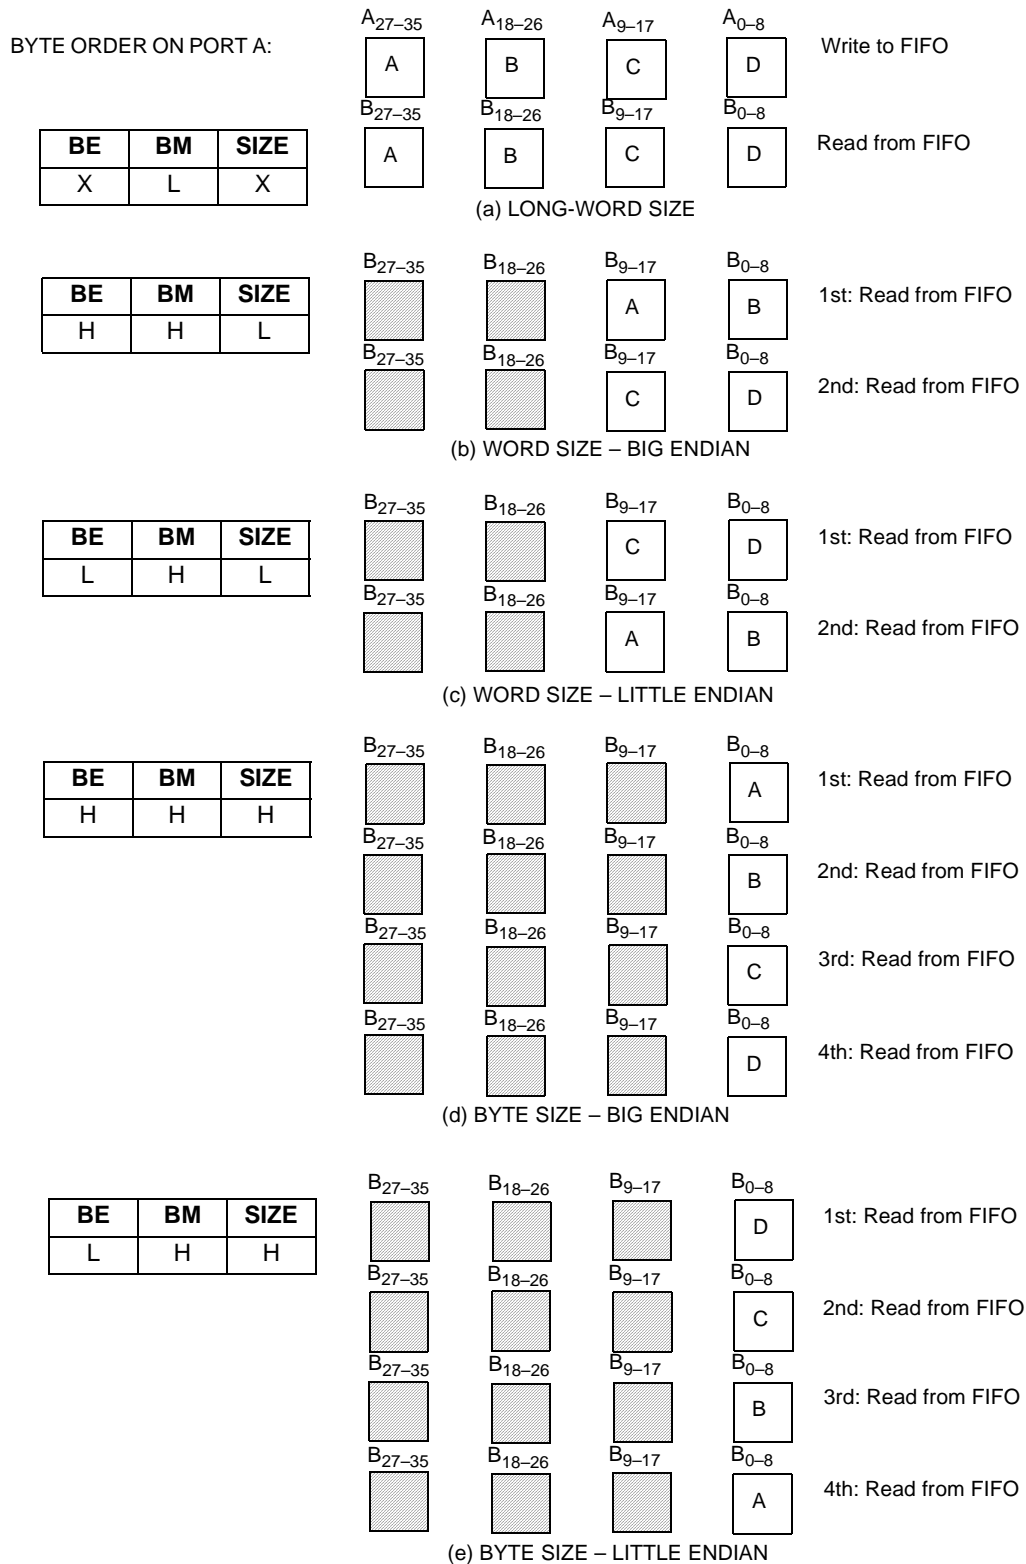 A27–35 A18–26 A9–17 A0–8
BYTE ORDER ON PORT A: A B C D Write to FIFO
B27–35 B18–26 B9–17 B0–8
BE BM SIZE A B C D Read from FIFO
X L X
(a) LONG-WORD SIZE
B27–35 B18–26 B9–17 B0–8
BE BM SIZE A B 1st: Read from FIFO
H H L
B27–35 B18–26 B9–17 B0–8
C D 2nd: Read from FIFO
(b) WORD SIZE – BIG ENDIAN
B27–35 B18–26 B9–17 B0–8
BE BM SIZE C D 1st: Read from FIFO
L H L
B27–35 B18–26 B9–17 B0–8
A B 2nd: Read from FIFO
(c) WORD SIZE – LITTLE ENDIAN
B27–35 B18–26 B9–17 B0–8
BE BM SIZE A 1st: Read from FIFO
H H H
B27–35 B18–26 B9–17 B0–8
B 2nd: Read from FIFO
B27–35 B18–26 B9–17 B0–8
C 3rd: Read from FIFO
B27–35 B18–26 B9–17 B0–8
D 4th: Read from FIFO
(d) BYTE SIZE – BIG ENDIAN
B27–35 B18–26 B9–17 B0–8
BE BM SIZE D 1st: Read from FIFO
L H H
B27–35 B18–26 B9–17 B0–8
C 2nd: Read from FIFO
B27–35 B18–26 B9–17 B0–8
B 3rd: Read from FIFO
B27–35 B18–26 B9–17 B0–8
A 4th: Read from FIFO
(e) BYTE SIZE – LITTLE ENDIAN